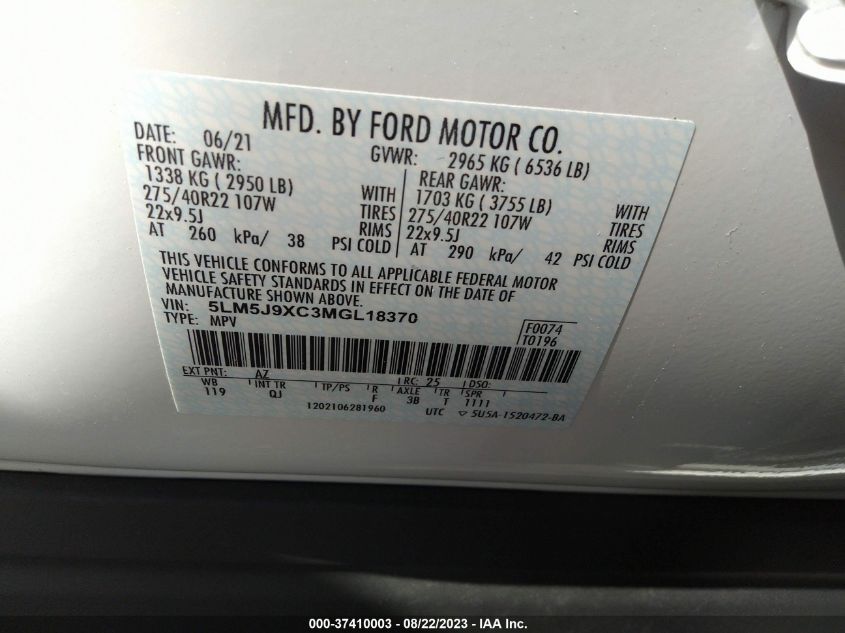 MFD. BY FORD MOTOR CO.
DATE: 06/21 GVWR: 2965 KG ( 6536 LB)
FRONT GAWR: REAR GAWR:
1338 KG ( 2950 LB) WITH 1703 KG ( 3755 LB) WITH
275/40R22 107W TIRES 275/40R22 107W TIRES
22x9.5J RIMS 22x9.5J RIMS
AT 260 kPa/ 38 PSI COLD AT 290 kPa/ 42 PSI COLD
THIS VEHICLE CONFORMS TO ALL APPLICABLE FEDERAL MOTOR
VEHICLE SAFETY STANDARDS IN EFFECT ON THE DATE OF
MANUFACTURE SHOWN ABOVE.
VIN: 5LM5J9XC3MGL18370
TYPE: MPV F0074
T0196
EXT PNT: AZ RC: 25 DSO:
WB INT TR TP/PS R AXLE TR SPR
119 QJ F 3B T 1111
1202106281960 UTC ▽ 5U5A-1520472-BA
000-37410003 - 08/22/2023 - IAA Inc.